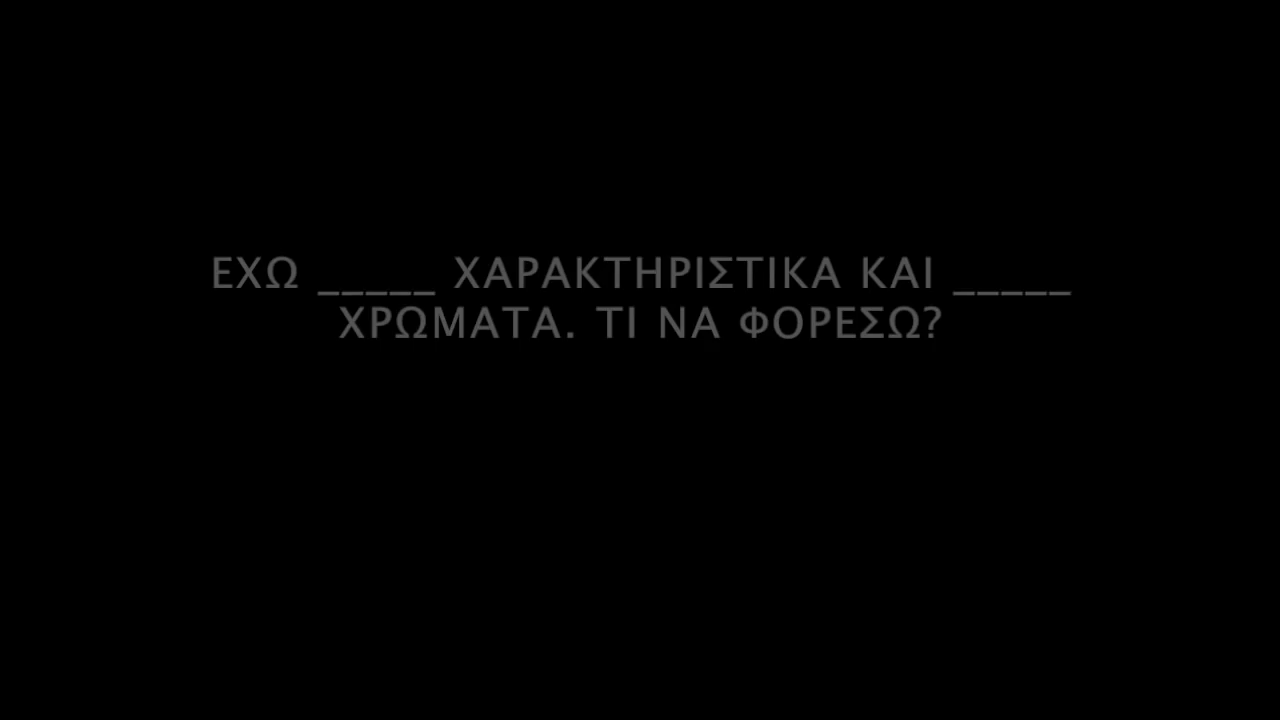 ΕΧΩ _____ ΧΑΡΑΚΤΗΡΙΣΤΙΚΑ ΚΑΙ _____
ΧΡΩΜΑΤΑ. ΤΙ ΝΑ ΦΟΡΕΣΩ?